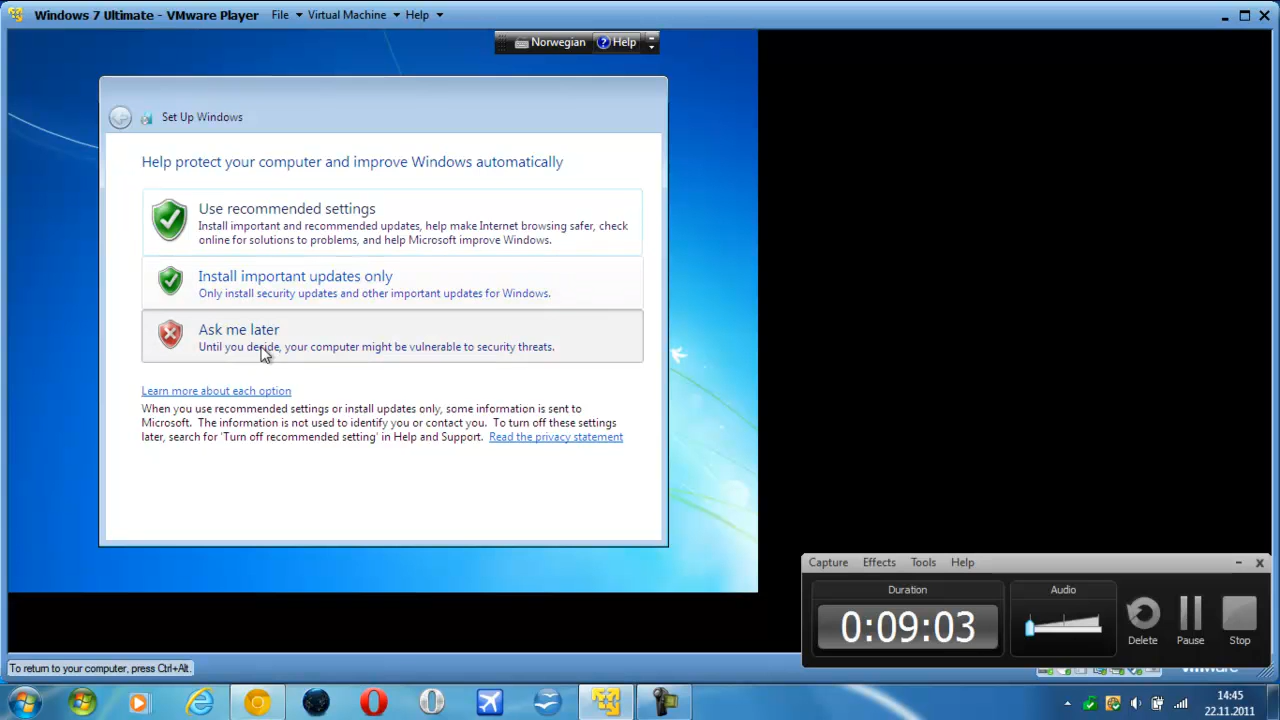 Windows 7 Ultimate - VMware Player File Virtual Machine Help
Norwegian Help
Set Up Windows
Help protect your computer and improve Windows automatically
Use recommended settings
Install important and recommended updates, help make Internet browsing safer, check
online for solutions to problems, and help Microsoft improve Windows.
Install important updates only
Only install security updates and other important updates for Windows.
Ask me later
Until you decide, your computer might be vulnerable to security threats.
Learn more about each option
When you use recommended settings or install updates only, some information is sent to
Microsoft. The information is not used to identify you or contact you. To turn off these settings
later, search for 'Turn off recommended setting' in Help and Support. Read the privacy statement
Capture Effects Tools Help
Duration Audio
0:09:03
Delete Pause Stop
To return to your computer, press Ctrl+Alt.
vmware
14:45
22.11.2011